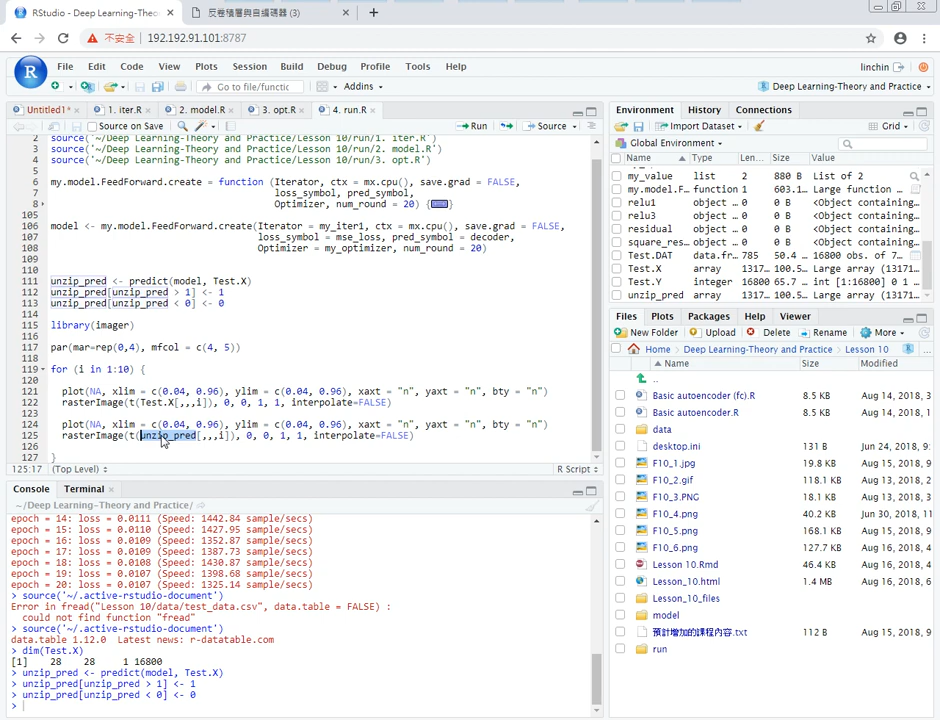 RStudio - Deep Learning-Theo
反卷積層與自編碼器 (3)
不安全 192.192.91.101:8787
File Edit Code View Plots Session Build Debug Profile Tools Help linchin
Go to file/functic Addins Deep Learning-Theory and Practice
Untitled1* 1. iter.R 2. model.R 3. opt.R 4. run.R
Source on Save Run Source
2 source('~/Deep Learning-Theory and Practice/Lesson 10/run/1. iter.R')
3 source('~/Deep Learning-Theory and Practice/Lesson 10/run/2. model.R')
4 source('~/Deep Learning-Theory and Practice/Lesson 10/run/3. opt.R')
5
6 my.model.FeedForward.create = function (Iterator, ctx = mx.cpu(), save.grad = FALSE,
7 loss_symbol, pred_symbol,
8 Optimizer, num_round = 20) {
105
106 model <- my.model.FeedForward.create(Iterator = my_iter1, ctx = mx.cpu(), save.grad = FALSE,
107 loss_symbol = mse_loss, pred_symbol = decoder,
108 Optimizer = my_optimizer, num_round = 20)
109
110
111 unzip_pred <- predict(model, Test.X)
112 unzip_pred[unzip_pred > 1] <- 1
113 unzip_pred[unzip_pred < 0] <- 0
114
115 library(imager)
116
117 par(mar=rep(0,4), mfcol = c(4, 5))
118
119 for (i in 1:10) {
120
121 plot(NA, xlim = c(0.04, 0.96), ylim = c(0.04, 0.96), xaxt = "n", yaxt = "n", bty = "n")
122 rasterImage(t(Test.X[,,,i]), 0, 0, 1, 1, interpolate=FALSE)
123
124 plot(NA, xlim = c(0.04, 0.96), ylim = c(0.04, 0.96), xaxt = "n", yaxt = "n", bty = "n")
125 rasterImage(t(unzip_pred[,,,i]), 0, 0, 1, 1, interpolate=FALSE)
126
127 }
125:17 (Top Level) R Script
Console Terminal
~/Deep Learning-Theory and Practice/
epoch = 14: loss = 0.0111 (Speed: 1442.84 sample/secs)
epoch = 15: loss = 0.0110 (Speed: 1427.95 sample/secs)
epoch = 16: loss = 0.0109 (Speed: 1352.87 sample/secs)
epoch = 17: loss = 0.0109 (Speed: 1387.73 sample/secs)
epoch = 18: loss = 0.0108 (Speed: 1430.87 sample/secs)
epoch = 19: loss = 0.0107 (Speed: 1398.68 sample/secs)
epoch = 20: loss = 0.0107 (Speed: 1325.14 sample/secs)
> source('~/.active-rstudio-document')
Error in fread("Lesson 10/data/test_data.csv", data.table = FALSE) :
could not find function "fread"
> source('~/.active-rstudio-document')
data.table 1.12.0 Latest news: r-datatable.com
> dim(Test.X)
[1] 28 28 1 16800
> unzip_pred <- predict(model, Test.X)
> unzip_pred[unzip_pred > 1] <- 1
> unzip_pred[unzip_pred < 0] <- 0
>
Environment History Connections
Import Dataset Grid
Global Environment
Name Type Len... Size Value
my_value list 2 880 B List of 2
my.model.F... function 1 603.1... Large function ...
relu1 object ... 0 0 B <Object containing...
relu3 object ... 0 0 B <Object containing...
residual object ... 0 0 B <Object containing...
square_res... object ... 0 0 B <Object containing...
Test.DAT data.fr... 785 50.4 ... 16800 obs. of 7...
Test.X array 1317... 100.5... Large array (13171...
Test.Y integer 16800 65.7 ... int [1:16800] 0 1 ...
unzip_pred array 1317... 100.5... Large array (13171...
Files Plots Packages Help Viewer
New Folder Upload Delete Rename More
Home Deep Learning-Theory and Practice Lesson 10 ...
Name Size Modified
..
Basic autoencoder (fc).R 8.5 KB Aug 14, 2018, 9
Basic autoencoder.R 8.5 KB Aug 14, 2018, 9
data
desktop.ini 131 B Jun 24, 2018, 9
F10_1.jpg 19.8 KB Aug 15, 2018, 9
F10_2.gif 118.1 KB Aug 13, 2018, 9
F10_3.PNG 18.1 KB Aug 15, 2018, 9
F10_4.png 40.2 KB Jun 30, 2018, 11
F10_5.png 168.1 KB Aug 15, 2018, 9
F10_6.png 127.7 KB Aug 15, 2018, 9
Lesson 10.Rmd 46.4 KB Aug 16, 2018, 9
Lesson_10.html 1.4 MB Aug 16, 2018, 9
Lesson_10_files
model
預計增加的課程內容.txt 112 B Aug 15, 2018, 9
run